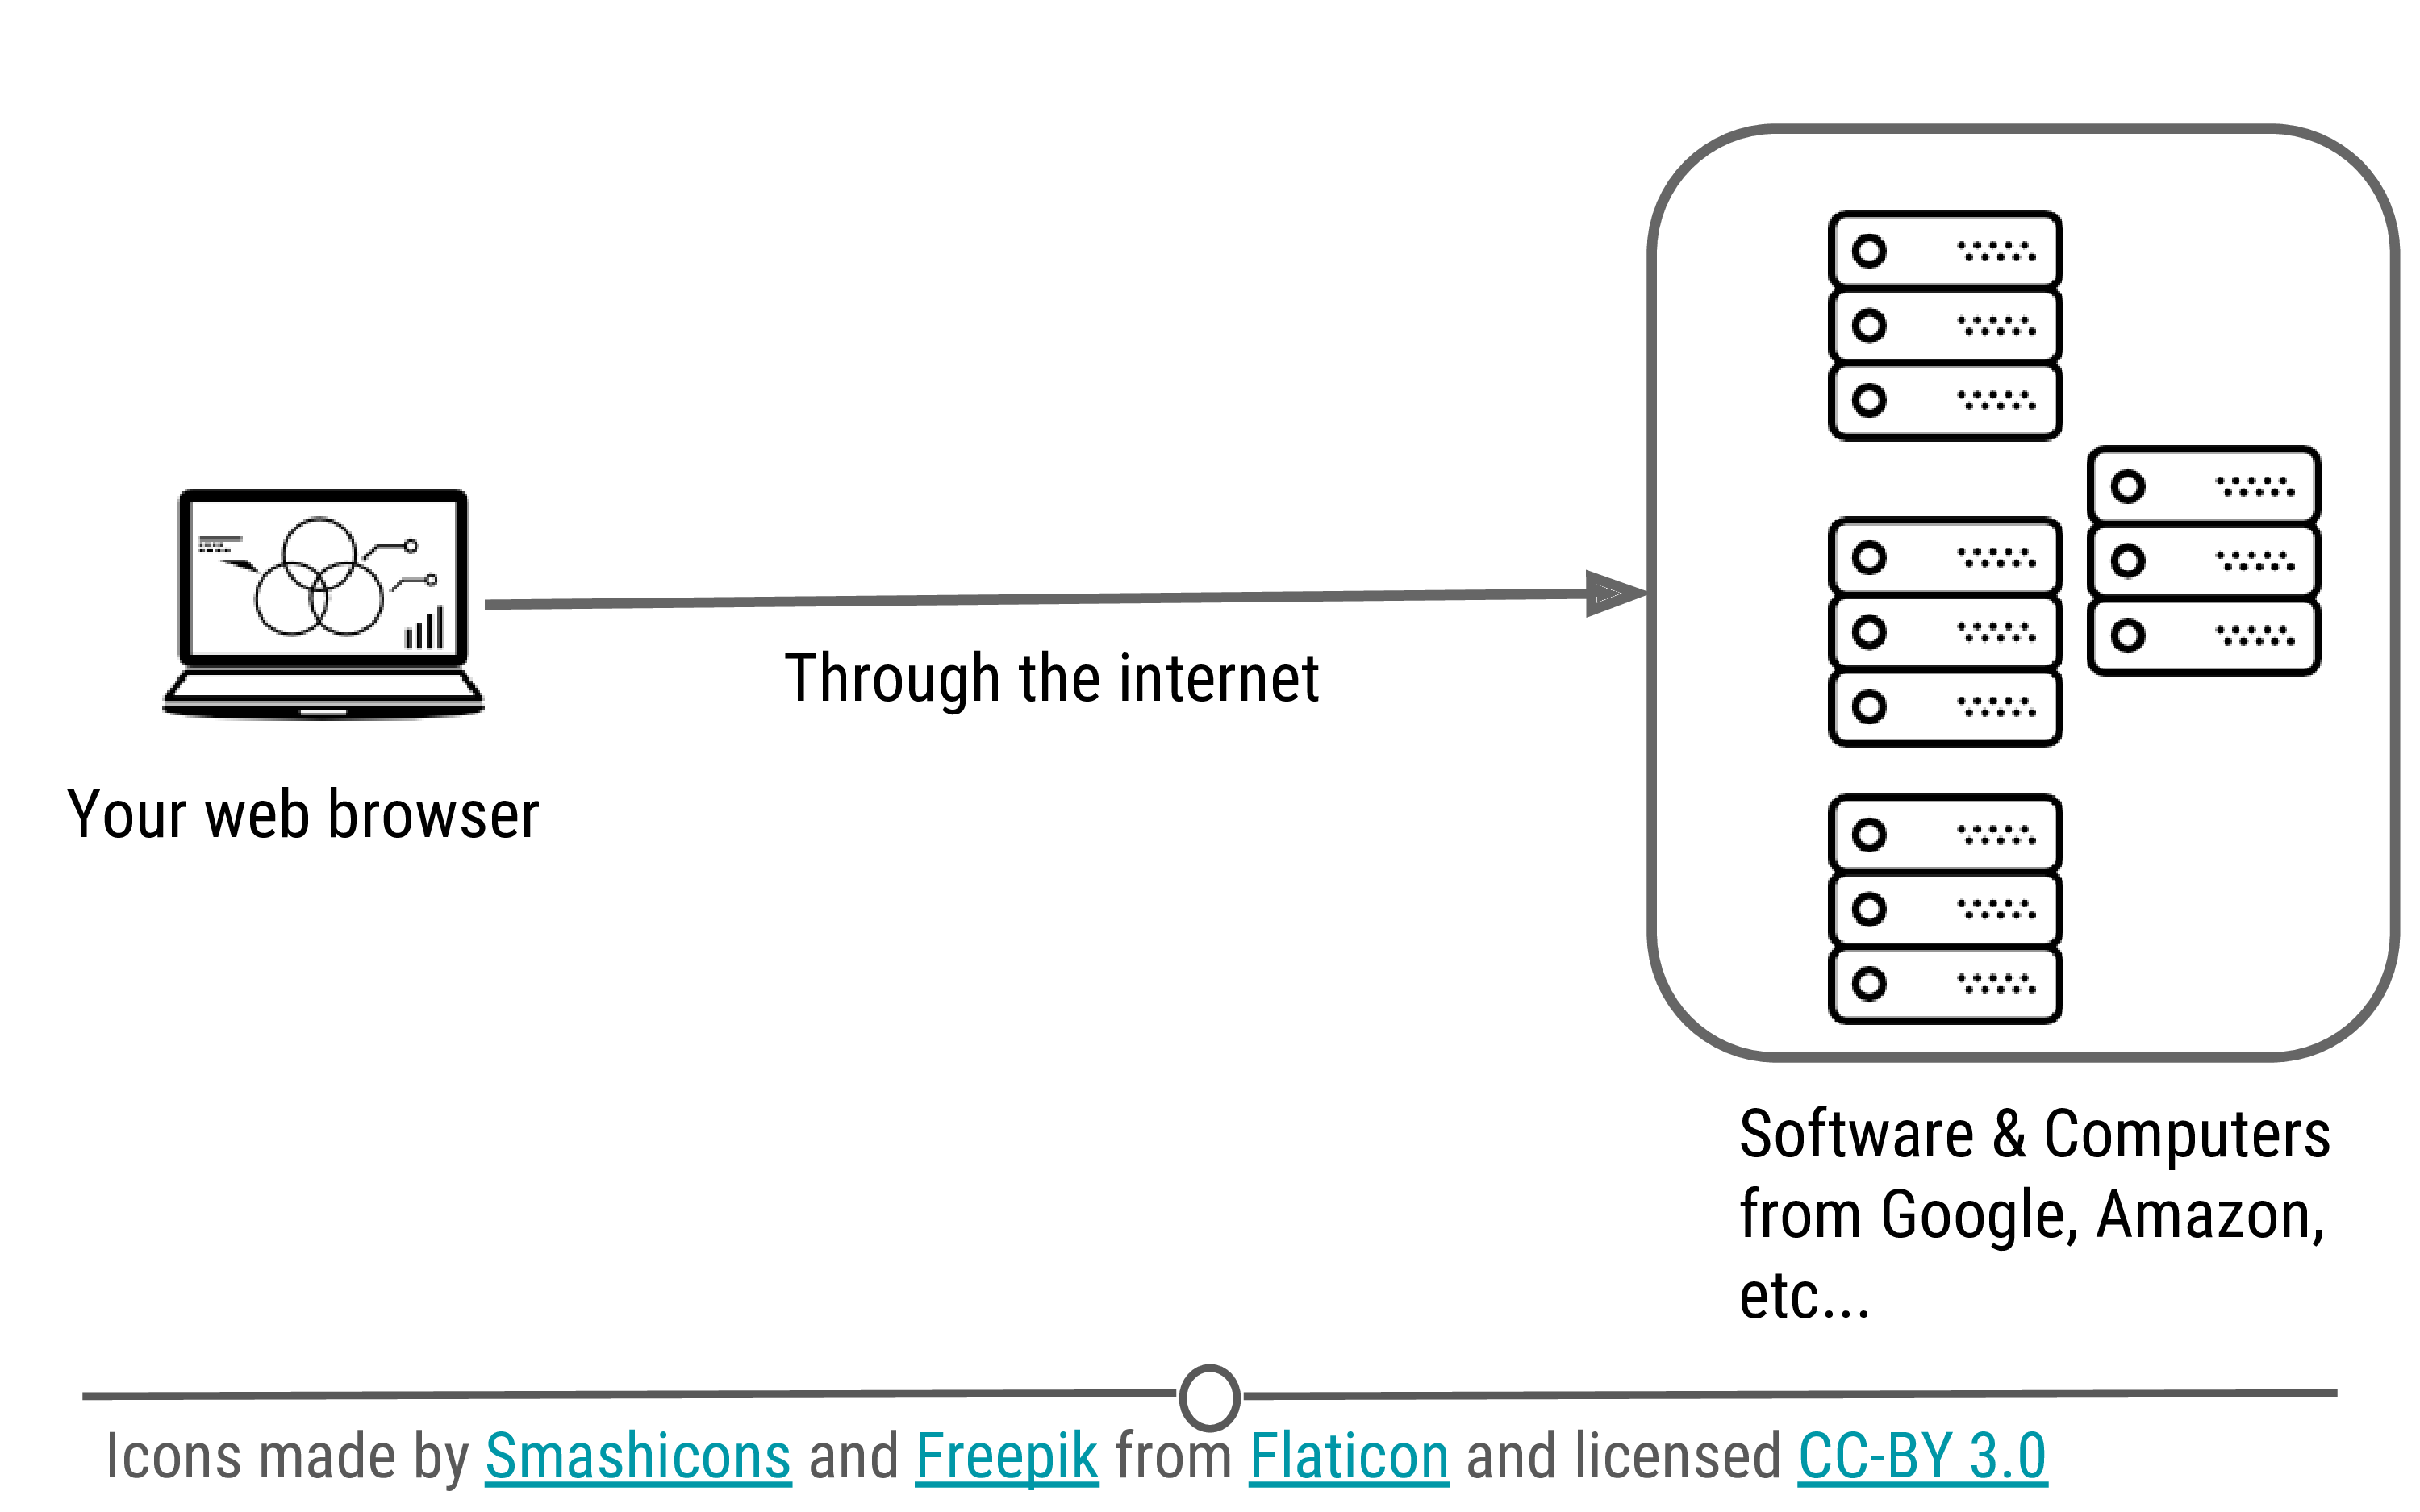 Through the internet
Your web browser
Software & Computers
from Google, Amazon,
etc...
Icons made by Smashicons and Freepik from Flaticon and licensed CC-BY 3.0